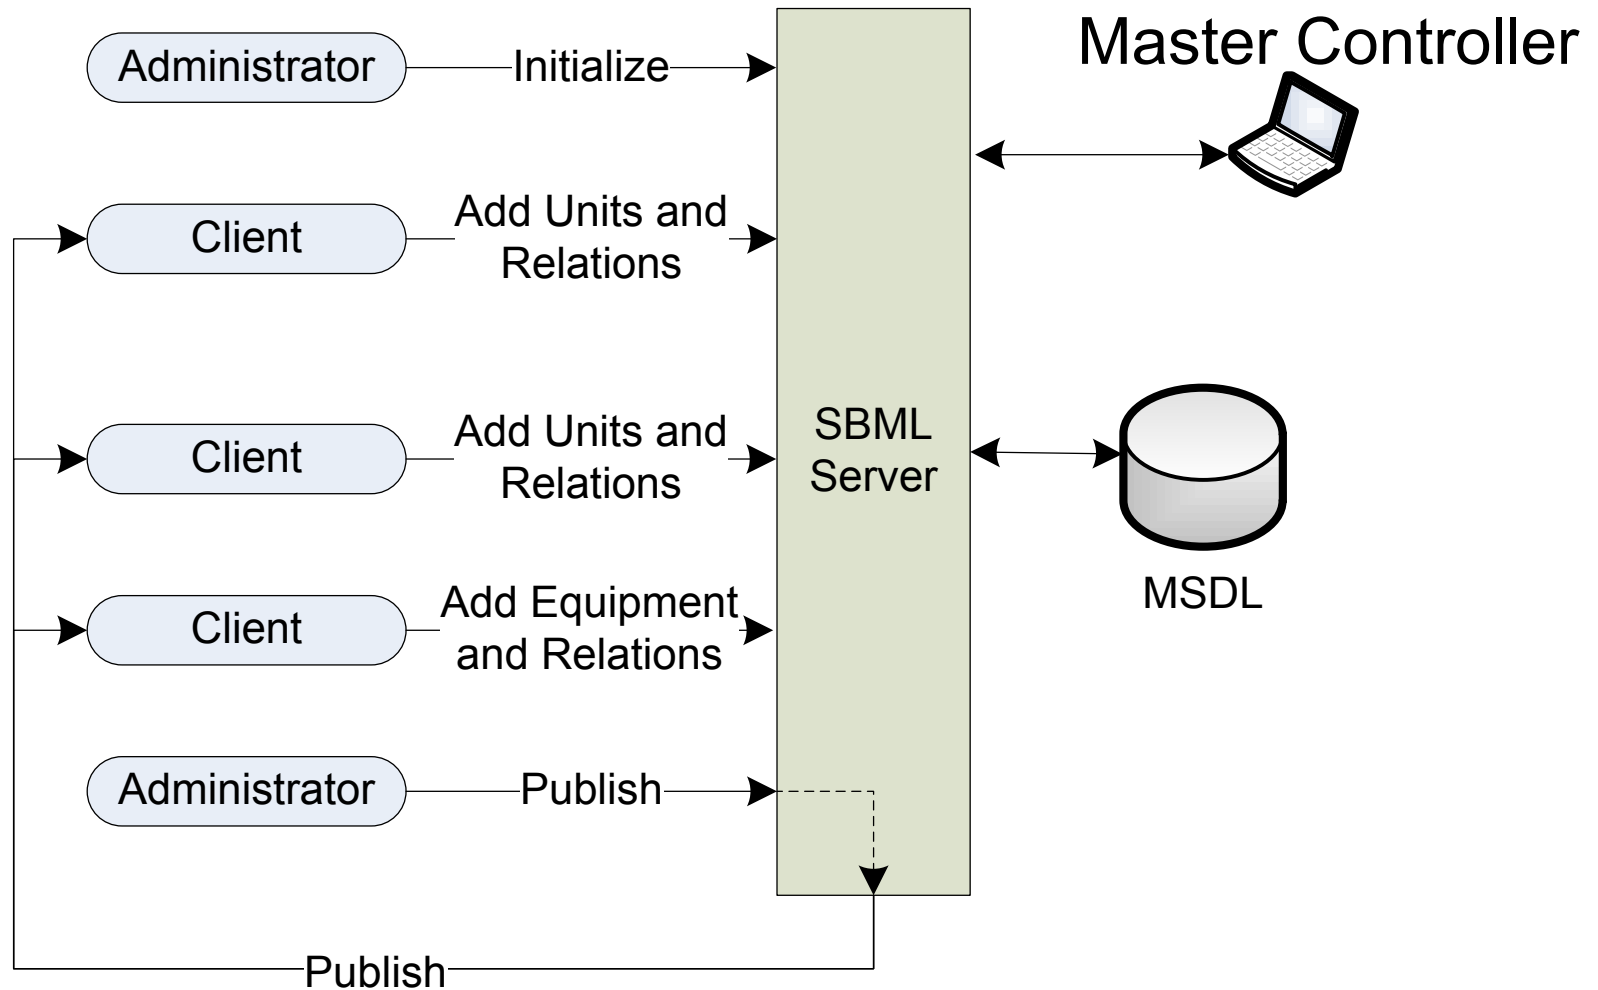 Master Controller
Administrator
Initialize
Client
Add Units and
Relations
Client
Add Units and
Relations
SBML
Server
Client
Add Equipment
and Relations
MSDL
Administrator
Publish
Publish